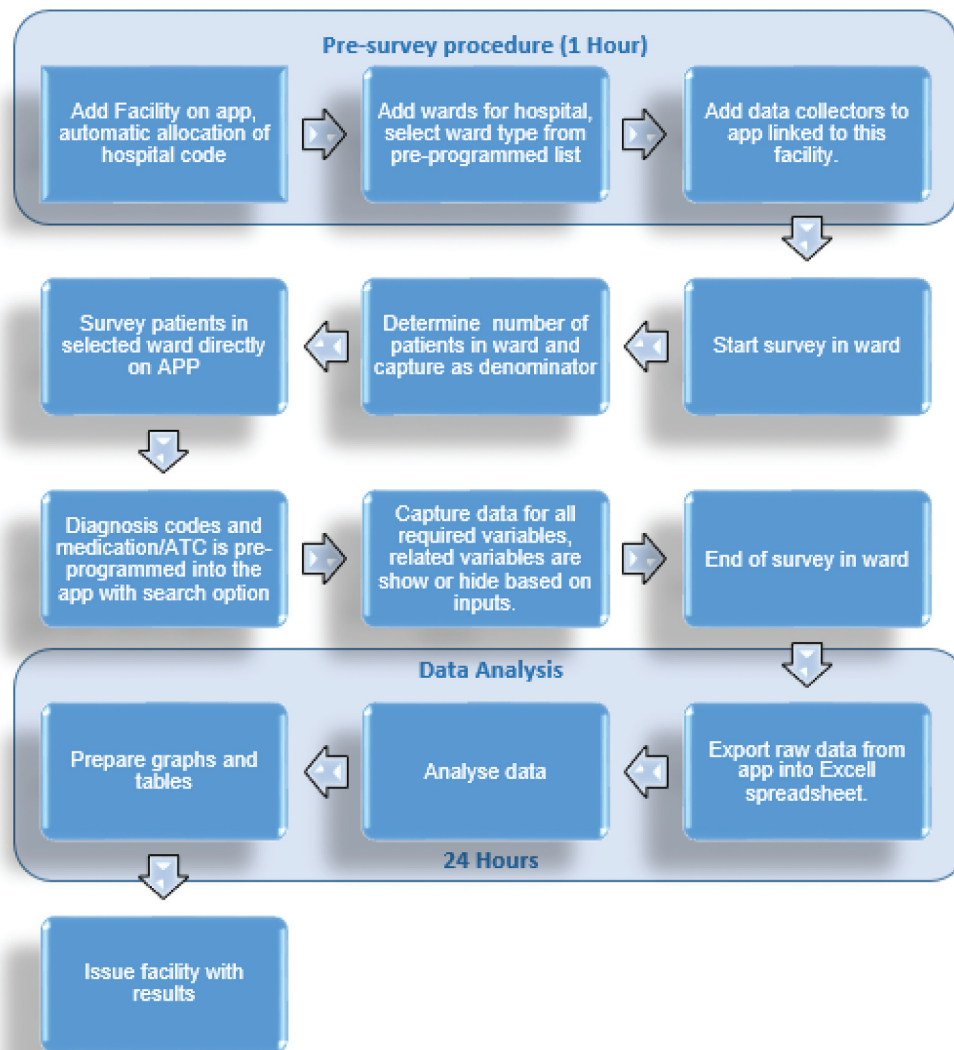 Pre-survey procedure (1 Hour)
Add Facility on app,
automatic allocation of
hospital code
Add wards for hospital,
select ward type from
pre-programmed list
Add data collectors to
app linked to this
facility.
Start survey in ward
Determine number of
patients in ward and
capture as denominator
Survey patients in
selected ward directly
on APP
Diagnosis codes and
medication/ATC is pre-
programmed into the
app with search option
Capture data for all
required variables,
related variables are
show or hide based on
inputs.
End of survey in ward
Data Analysis
Export raw data from
app into Excell
spreadsheet.
Analyse data
Prepare graphs and
tables
24 Hours
Issue facility with
results